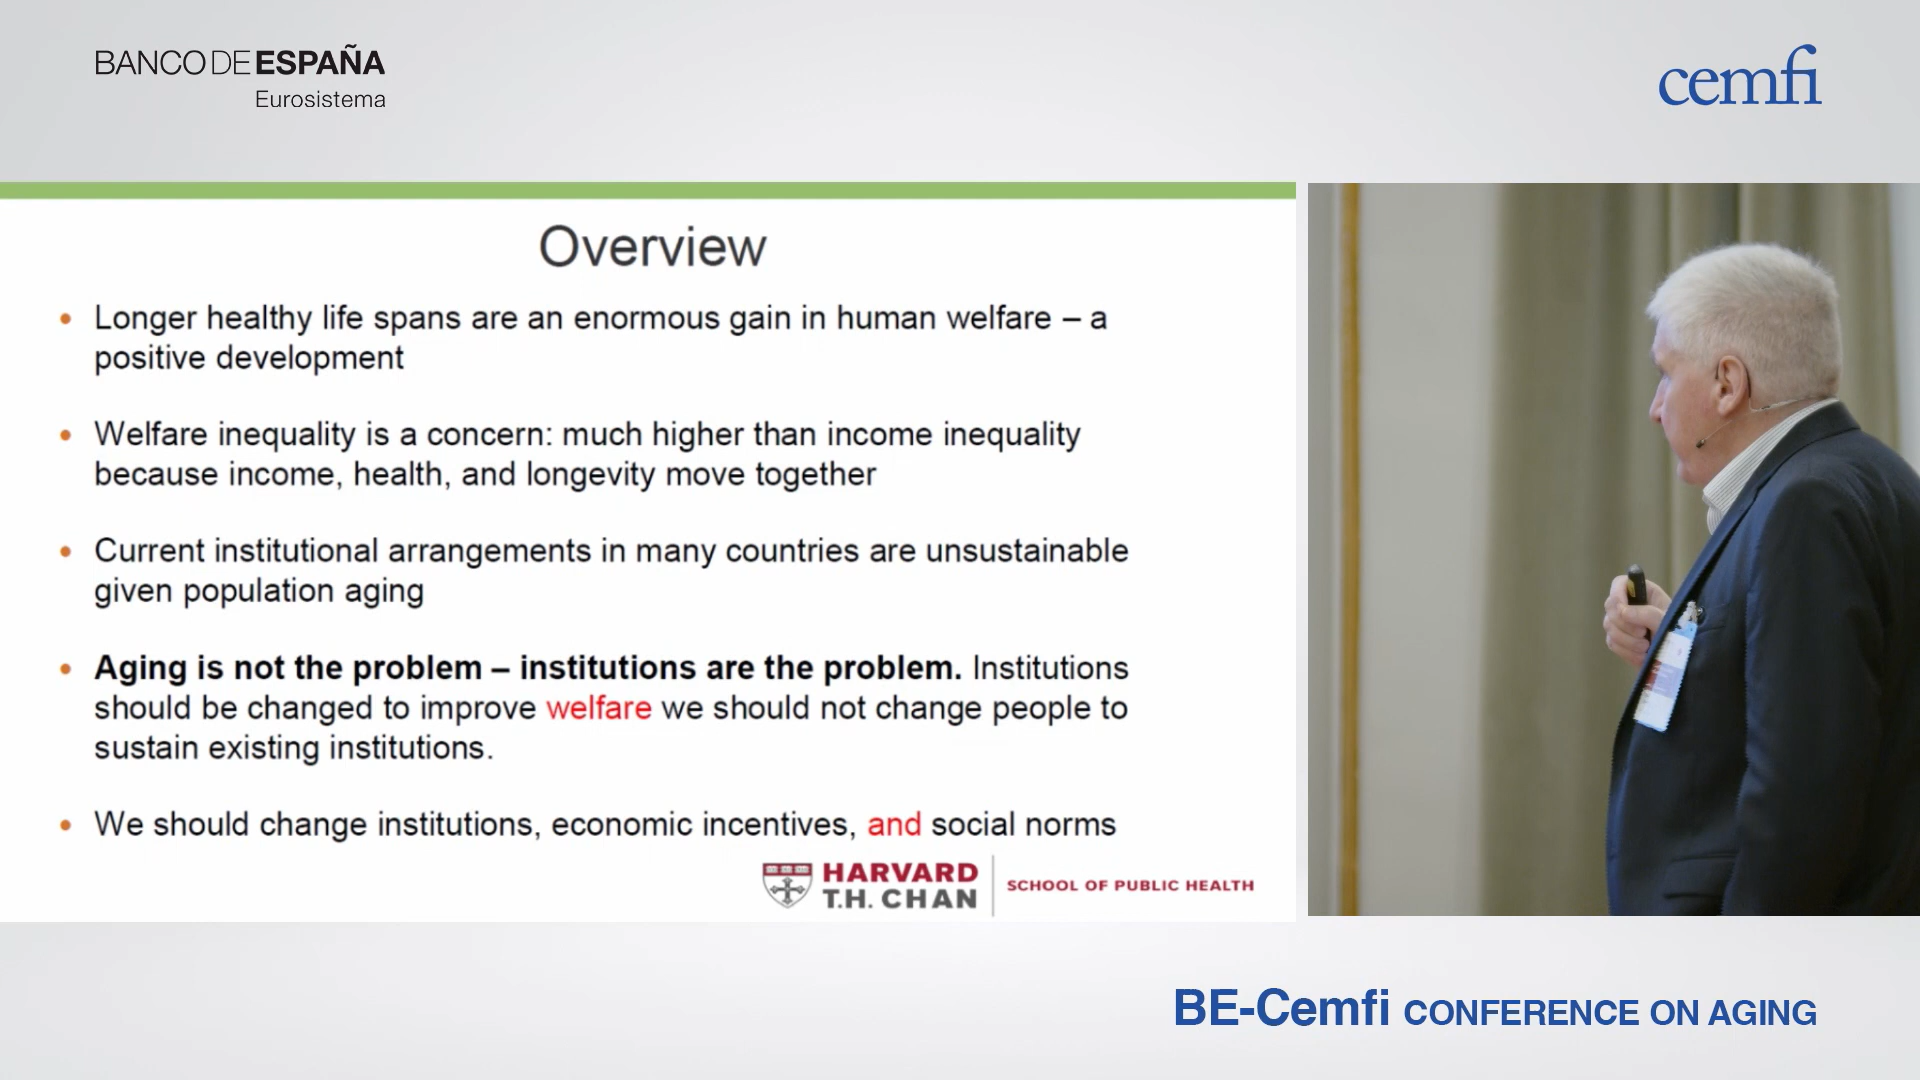 BANCO DE ESPAÑA
Eurosistema
cemfi
Overview
• Longer healthy life spans are an enormous gain in human welfare – a
positive development
• Welfare inequality is a concern: much higher than income inequality
because income, health, and longevity move together
• Current institutional arrangements in many countries are unsustainable
given population aging
• Aging is not the problem – institutions are the problem. Institutions
should be changed to improve welfare we should not change people to
sustain existing institutions.
• We should change institutions, economic incentives, and social norms
HARVARD
T.H. CHAN
SCHOOL OF PUBLIC HEALTH
BE-Cemfi CONFERENCE ON AGING